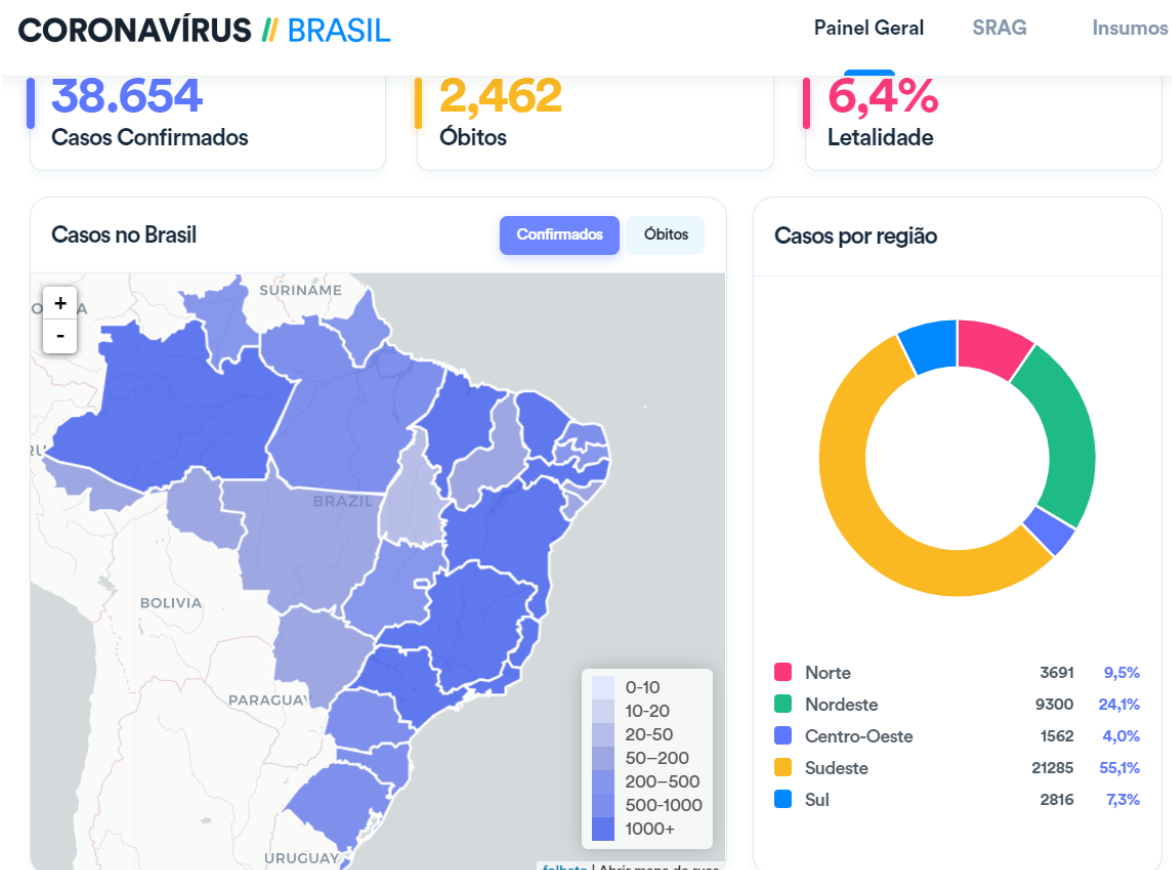 CORONAVÍRUS // BRASIL
Painel Geral
SRAG
Insumos
38.654
Casos Confirmados
2,462
Óbitos
6,4%
Letalidade
Casos no Brasil
Confirmados
Óbitos
+
-
SURINAME
BRAZIL
BOLIVIA
PARAGUAY
URUGUAY
0-10
10-20
20-50
50–200
200–500
500-1000
1000+
Casos por região
Norte 3691 9,5%
Nordeste 9300 24,1%
Centro-Oeste 1562 4,0%
Sudeste 21285 55,1%
Sul 2816 7,3%